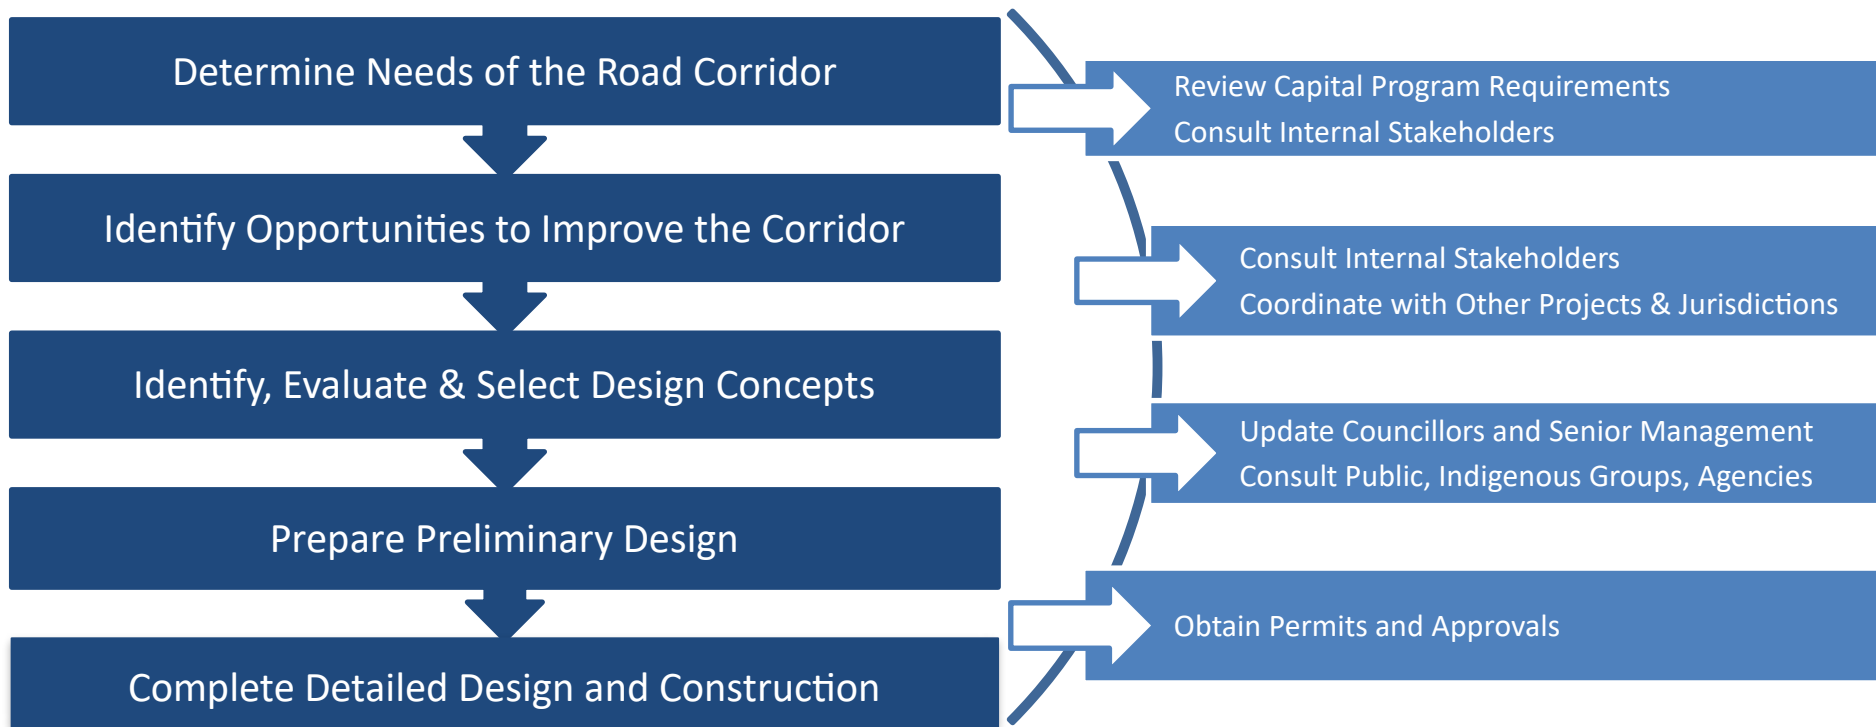 Determine Needs of the Road Corridor
Identify Opportunities to Improve the Corridor
Identify, Evaluate & Select Design Concepts
Prepare Preliminary Design
Complete Detailed Design and Construction
Review Capital Program Requirements
Consult Internal Stakeholders
Consult Internal Stakeholders
Coordinate with Other Projects & Jurisdictions
Update Councillors and Senior Management
Consult Public, Indigenous Groups, Agencies
Obtain Permits and Approvals